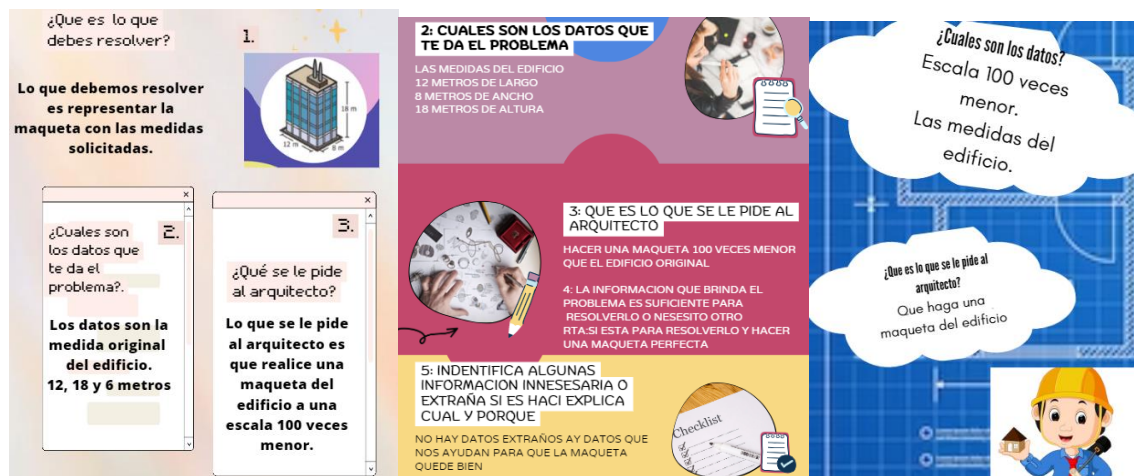 ¿Que es lo que
debes resolver?
Lo que debemos resolver
es representar la
maqueta con las medidas
solicitadas.
1.
18 m
12 m
8 m
¿Cuales son
los datos que
te da el
problema?.
2.
Los datos son la
medida original
del edificio.
12, 18 y 6 metros
3.
¿Qué se le pide
al arquitecto?
Lo que se le pide
al arquitecto es
que realice una
maqueta del
edificio a una
escala 100 veces
menor.
2: CUALES SON LOS DATOS QUE
TE DA EL PROBLEMA
LAS MEDIDAS DEL EDIFICIO
12 METROS DE LARGO
8 METROS DE ANCHO
18 METROS DE ALTURA
3: QUE ES LO QUE SE LE PIDE AL
ARQUITECTO
HACER UNA MAQUETA 100 VECES MENOR
QUE EL EDIFICIO ORIGINAL
4: LA INFORMACION QUE BRINDA EL
PROBLEMA ES SUFICIENTE PARA
RESOLVERLO O NESESITO OTRO
RTA:SI ESTA PARA RESOLVERLO Y HACER
UNA MAQUETA PERFECTA
5: INDENTIFICA ALGUNAS
INFORMACION INNESESARIA O
EXTRAÑA SI ES HACI EXPLICA
CUAL Y PORQUE
NO HAY DATOS EXTRAÑOS AY DATOS QUE
NOS AYUDAN PARA QUE LA MAQUETA
QUEDE BIEN
Checklist
¿Cuales son los datos?
Escala 100 veces
menor.
Las medidas del
edificio.
¿Que es lo que se le pide al
arquitecto?
Que haga una
maqueta del edificio